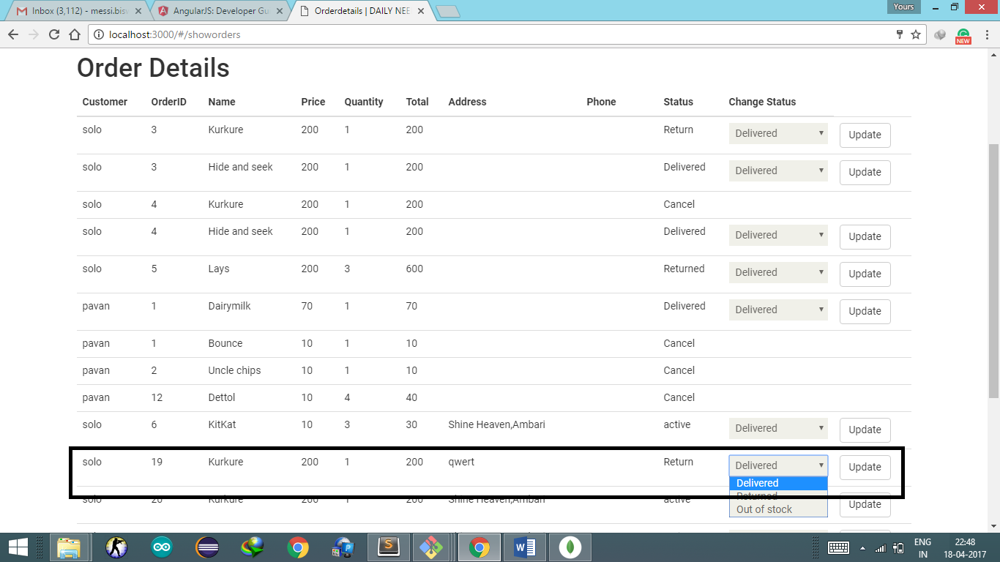 Inbox (3,112) - messi.bis
AngularJS: Developer Gu
Orderdetails | DAILY NEE
Yours
localhost:3000/#/showorders
NEW
Order Details
Customer OrderID Name Price Quantity Total Address Phone Status Change Status
solo 3 Kurkure 200 1 200 Return Delivered Update
solo 3 Hide and seek 200 1 200 Delivered Delivered Update
solo 4 Kurkure 200 1 200 Cancel
solo 4 Hide and seek 200 1 200 Delivered Delivered Update
solo 5 Lays 200 3 600 Returned Delivered Update
pavan 1 Dairymilk 70 1 70 Delivered Delivered Update
pavan 1 Bounce 10 1 10 Cancel
pavan 2 Uncle chips 10 1 10 Cancel
pavan 12 Dettol 10 4 40 Cancel
solo 6 KitKat 10 3 30 Shine Heaven,Ambari active Delivered Update
solo 19 Kurkure 200 1 200 qwert Return Delivered Update
Delivered
Returned
Out of stock
solo 20 Kurkure 200 1 200 Shine Heaven,Ambari active Update
S
W
ENG
IN
22:48
18-04-2017